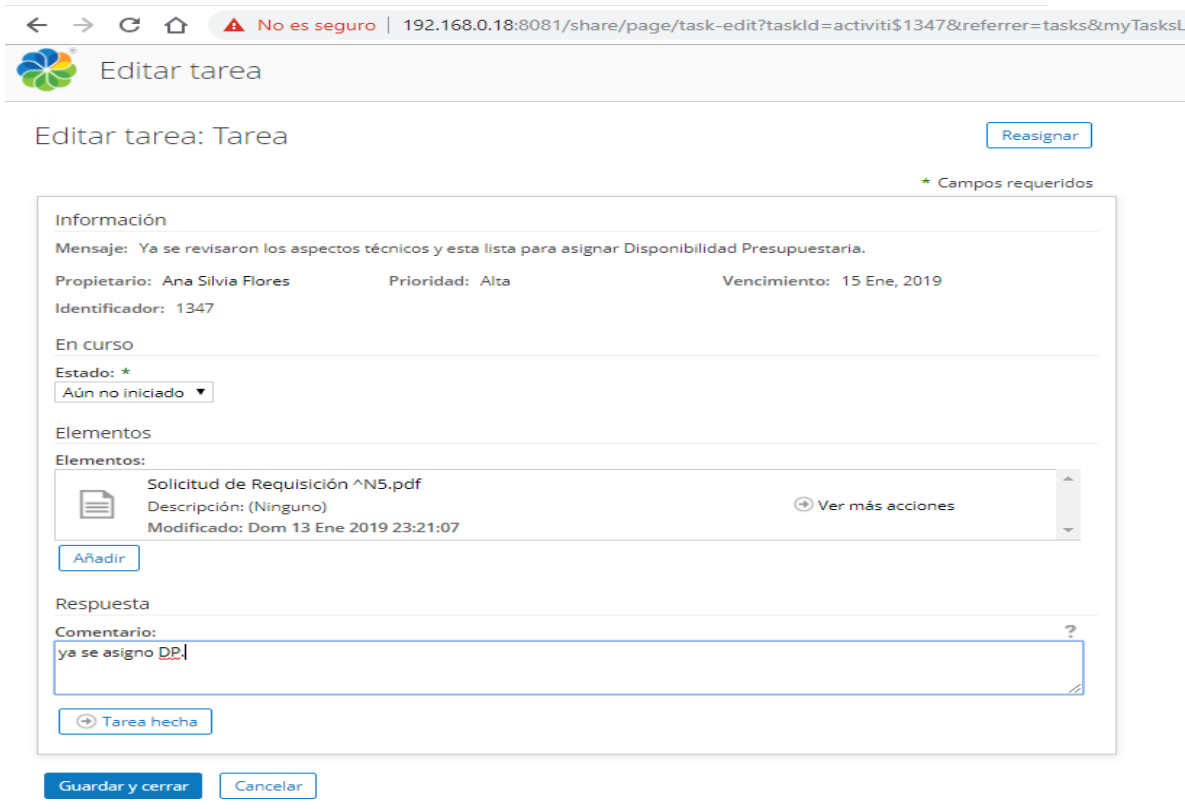 No es seguro | 192.168.0.18:8081/share/page/task-edit?taskId=activiti$1347&referrer=tasks&myTasksL
Editar tarea
Editar tarea: Tarea
Reasignar
* Campos requeridos
Información
Mensaje: Ya se revisaron los aspectos técnicos y esta lista para asignar Disponibilidad Presupuestaria.
Propietario: Ana Silvia Flores Prioridad: Alta Vencimiento: 15 Ene, 2019
Identificador: 1347
En curso
Estado: *
Aún no iniciado
Elementos
Elementos:
Solicitud de Requisición ^N5.pdf
Descripción: (Ninguno)
Ver más acciones
Modificado: Dom 13 Ene 2019 23:21:07
Añadir
Respuesta
Comentario: ?
ya se asigno DP.
Tarea hecha
Guardar y cerrar Cancelar